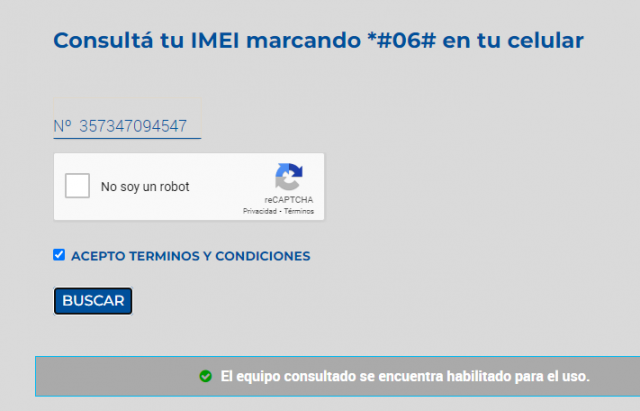 Consultá tu IMEI marcando *#06# en tu celular
Nº 357347094547
No soy un robot
reCAPTCHA
Privacidad - Términos
ACEPTO TERMINOS Y CONDICIONES
BUSCAR
El equipo consultado se encuentra habilitado para el uso.